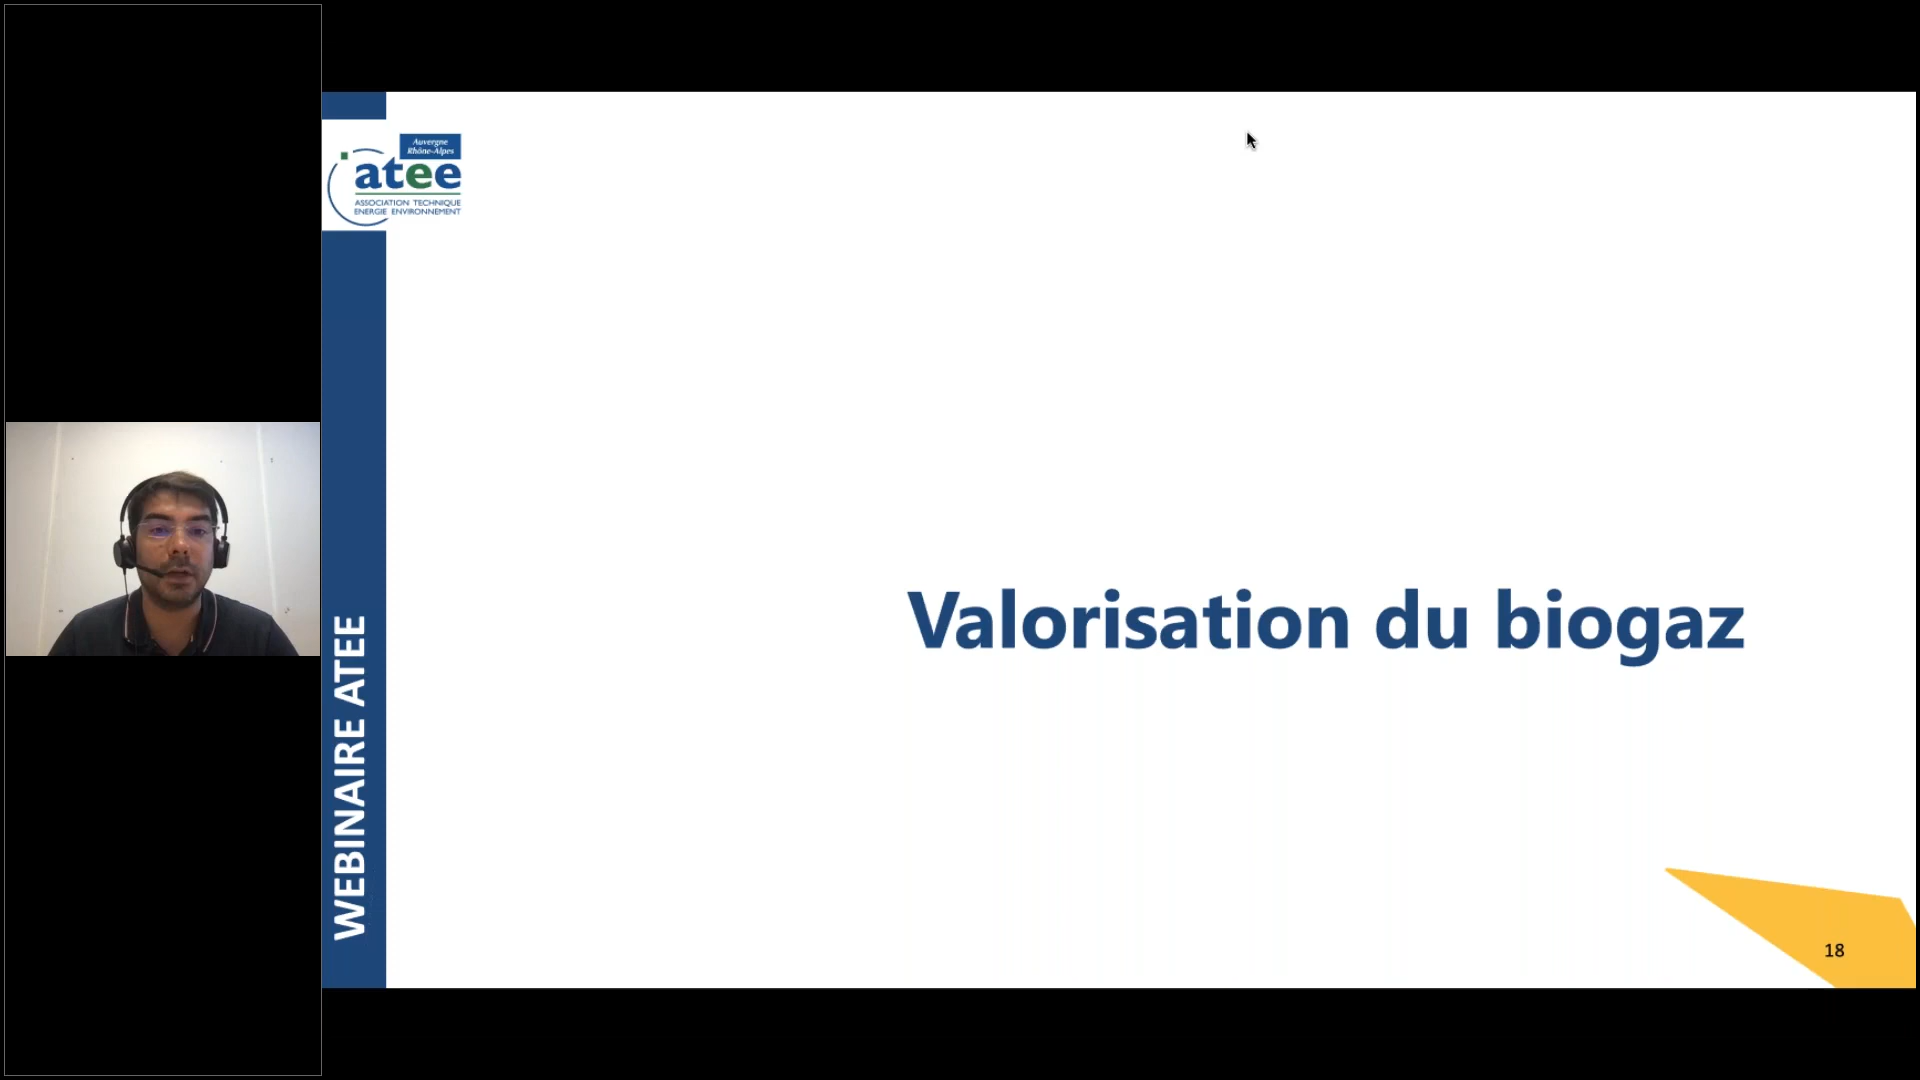 Auvergne
Rhône-Alpes
atee
ASSOCIATION TECHNIQUE
ENERGIE ENVIRONNEMENT
WEBINAIRE ATEE
Valorisation du biogaz
18